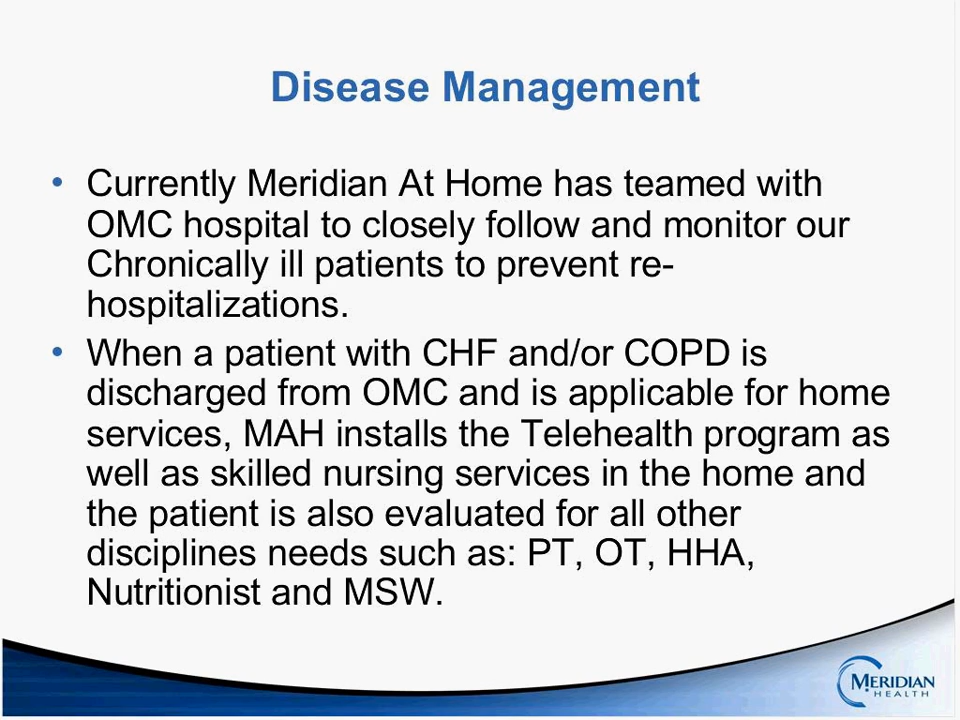 Disease Management
• Currently Meridian At Home has teamed with
OMC hospital to closely follow and monitor our
Chronically ill patients to prevent re-
hospitalizations.
• When a patient with CHF and/or COPD is
discharged from OMC and is applicable for home
services, MAH installs the Telehealth program as
well as skilled nursing services in the home and
the patient is also evaluated for all other
disciplines needs such as: PT, OT, HHA,
Nutritionist and MSW.
MERIDIAN
HEALTH